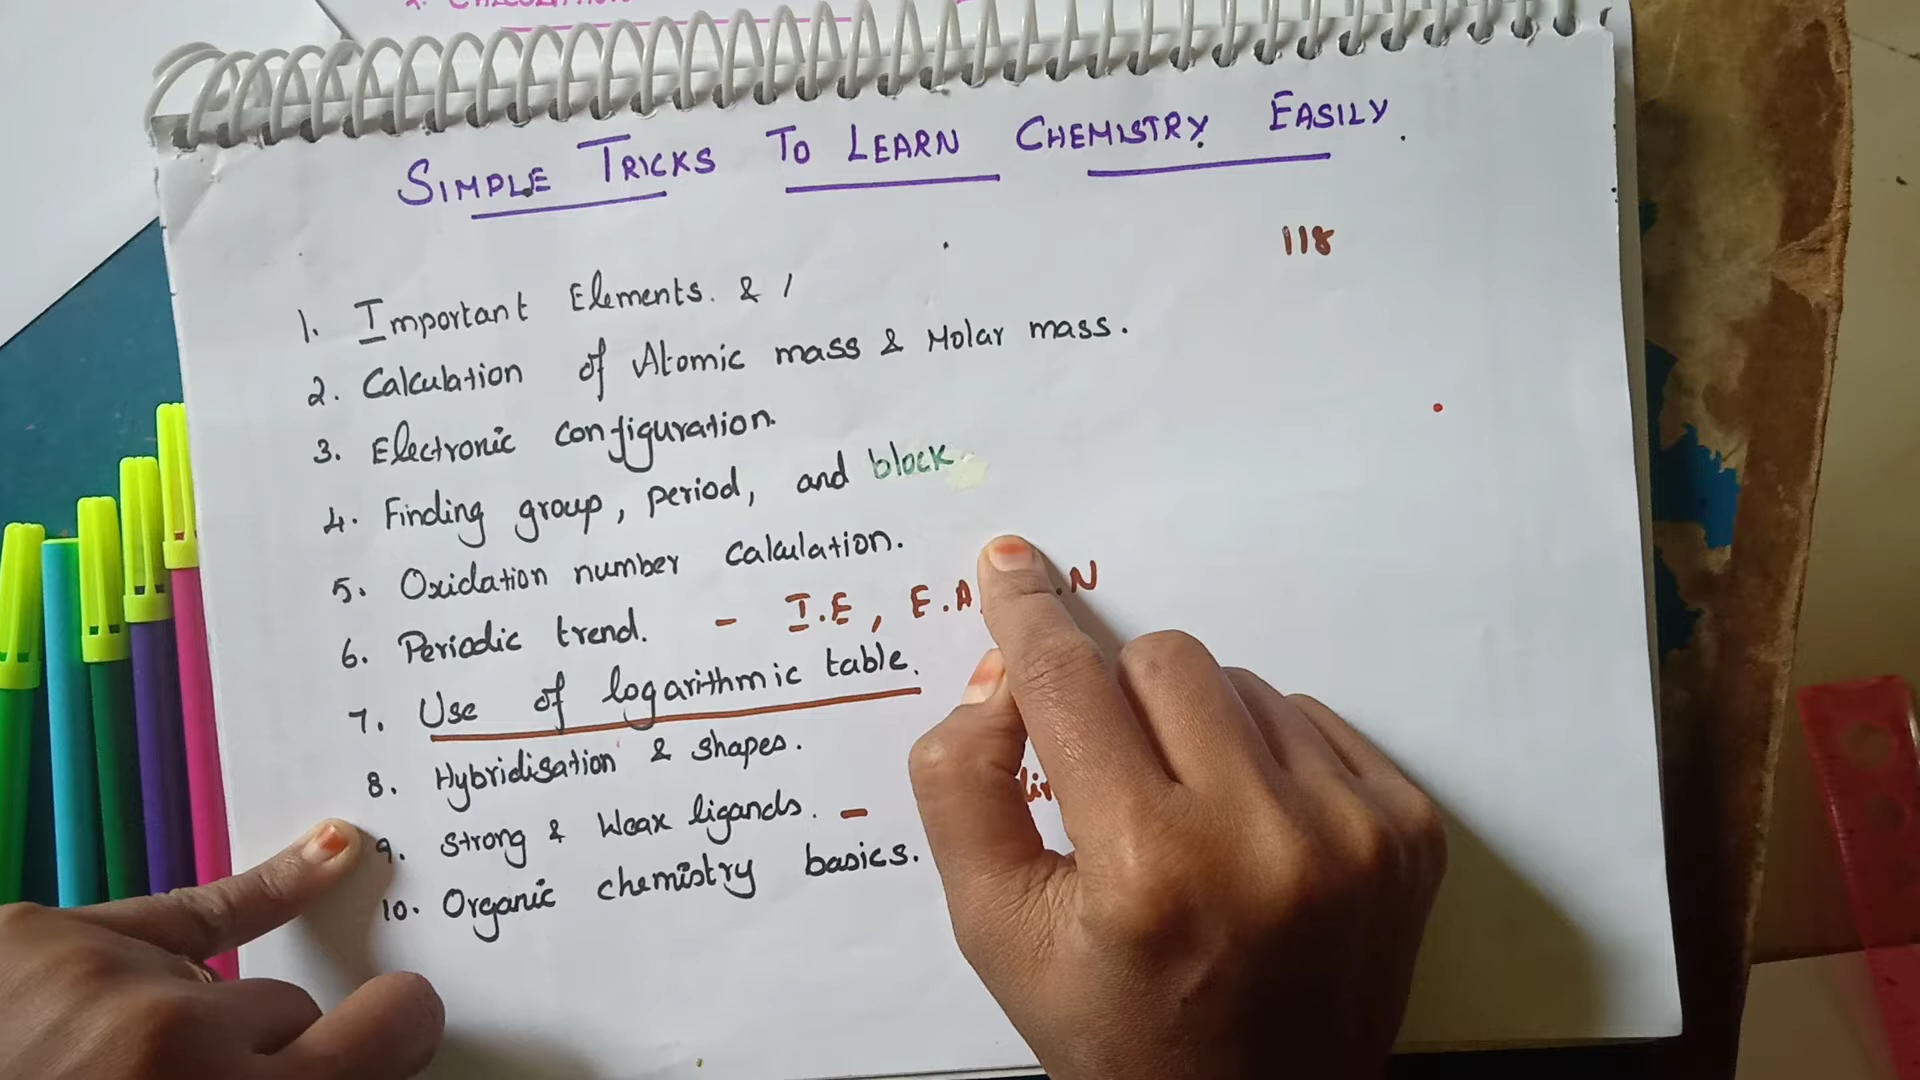 SIMPLE TRICKS TO LEARN CHEMISTRY EASILY.
118
1. Important Elements. &
2. Calculation of Atomic mass & Molar mass.
3. Electronic configuration.
4. Finding group, period, and block
5. Oxidation number calculation.
6. Periodic trend. - I.E, E.A .N
7. Use of logarithmic table.
8. Hybridisation & shapes.
9. Strong & Weak ligands. -
10. Organic chemistry basics.